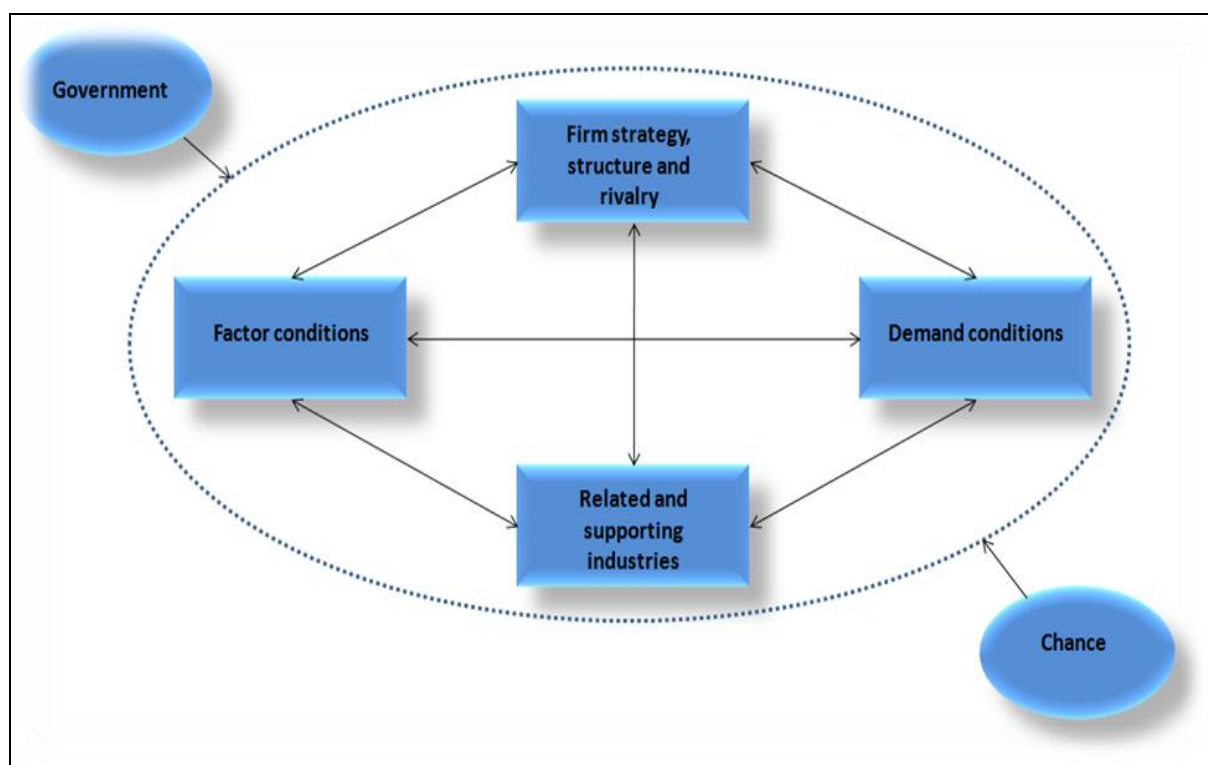 Government
Firm strategy,
structure and
rivalry
Factor conditions
Demand conditions
Related and
supporting
industries
Chance